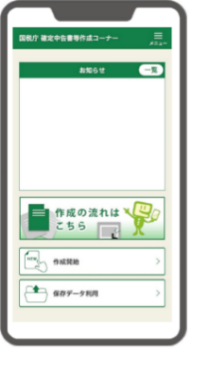 国税庁 確定申告書等作成コーナー
メニュー
お知らせ
一覧
作成の流れは
こちら
NEW
作成開始
保存データ利用